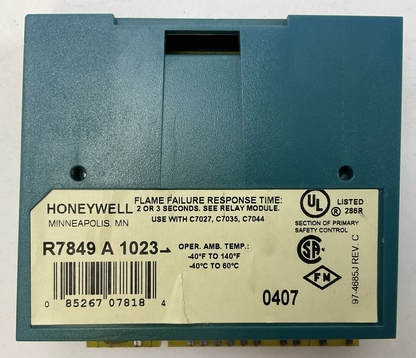 FLAME FAILURE RESPONSE TIME:
HONEYWELL 2 OR 3 SECONDS. SEE RELAY MODULE.
MINNEAPOLIS, MN USE WITH C7027, C7035, C7044
R7849 A 1023
OPER. AMB. TEMP.:
-40°F TO 140°F
-40°C TO 60°C
0 85267 07818 4
0407
UL
® LISTED
286R
SECTION OF PRIMARY
SAFETY CONTROL
SA
FM
97-4685J REV. C